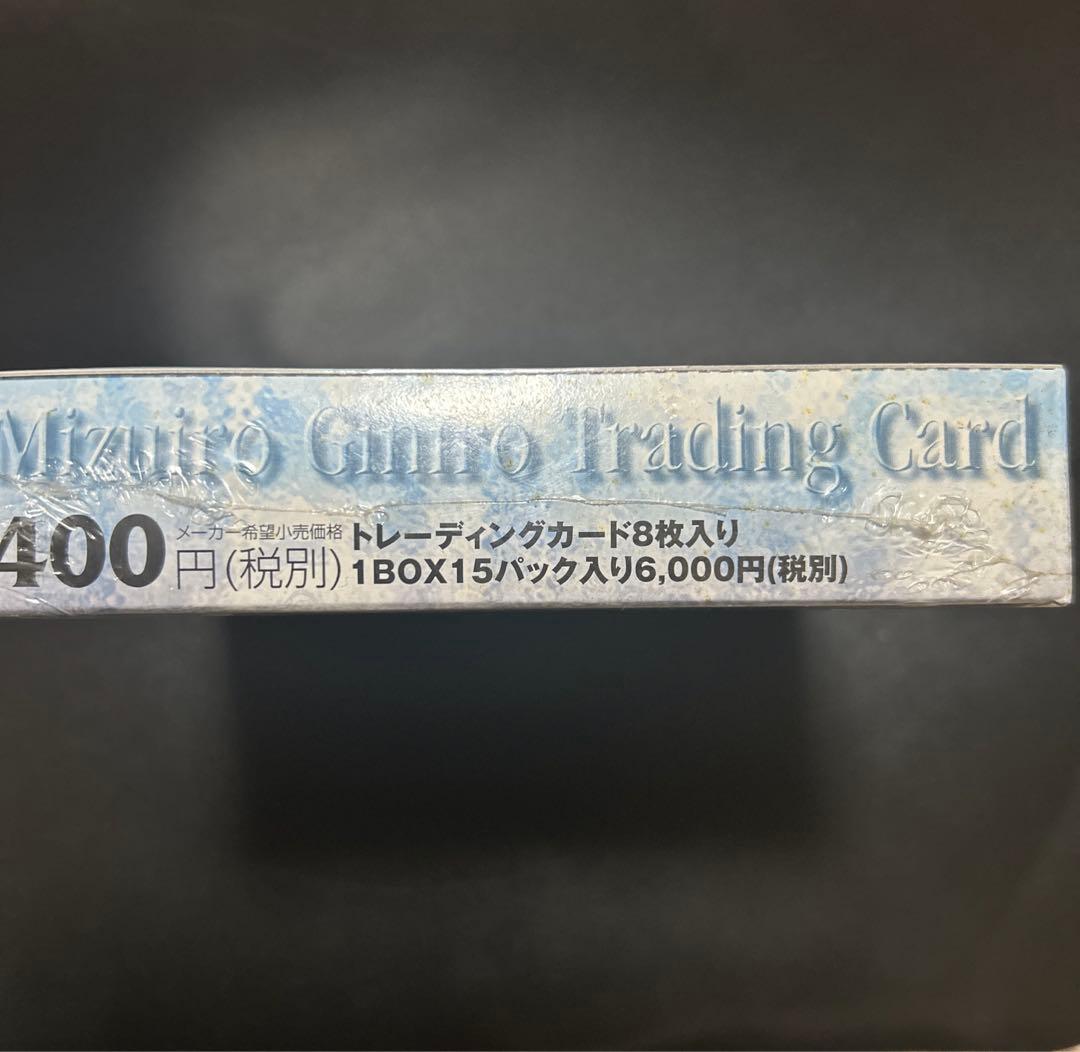 Mizuiro Giniro Trading Card
400
メーカー希望小売価格
円(税別)
トレーディングカード8枚入り
1BOX15パック入り6,000円(税別)